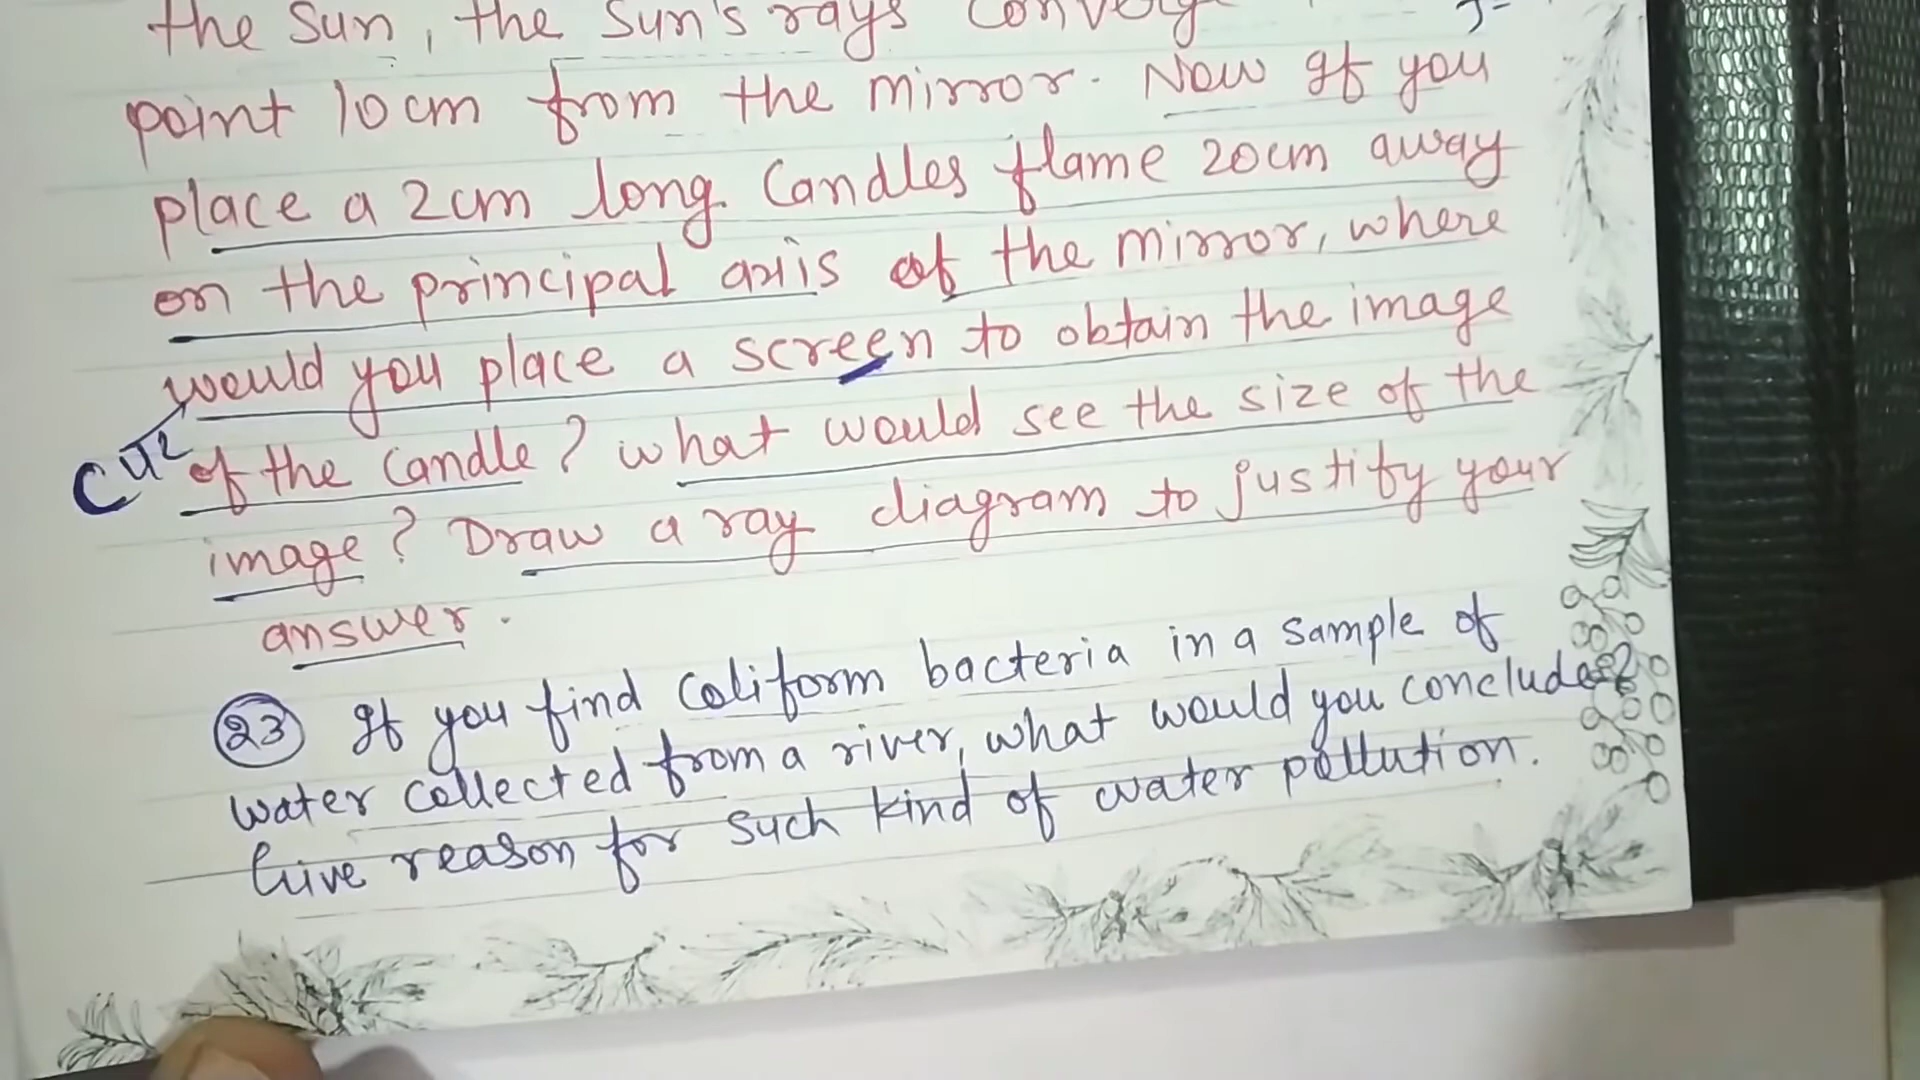 the Sun, the Sun's rays converg
point 10 cm from the mirror. Now If you
place a 2cm long Candles flame 20cm away
on the principal axis of the mirror, where
would you place a screen to obtain the image
of the Candle? what would see the size of the
image? Draw a ray diagram to justify your
answer.
23 If you find Coliform bacteria in a sample of
water collected from a river, what would you conclude?
Give reason for such kind of water pollution.